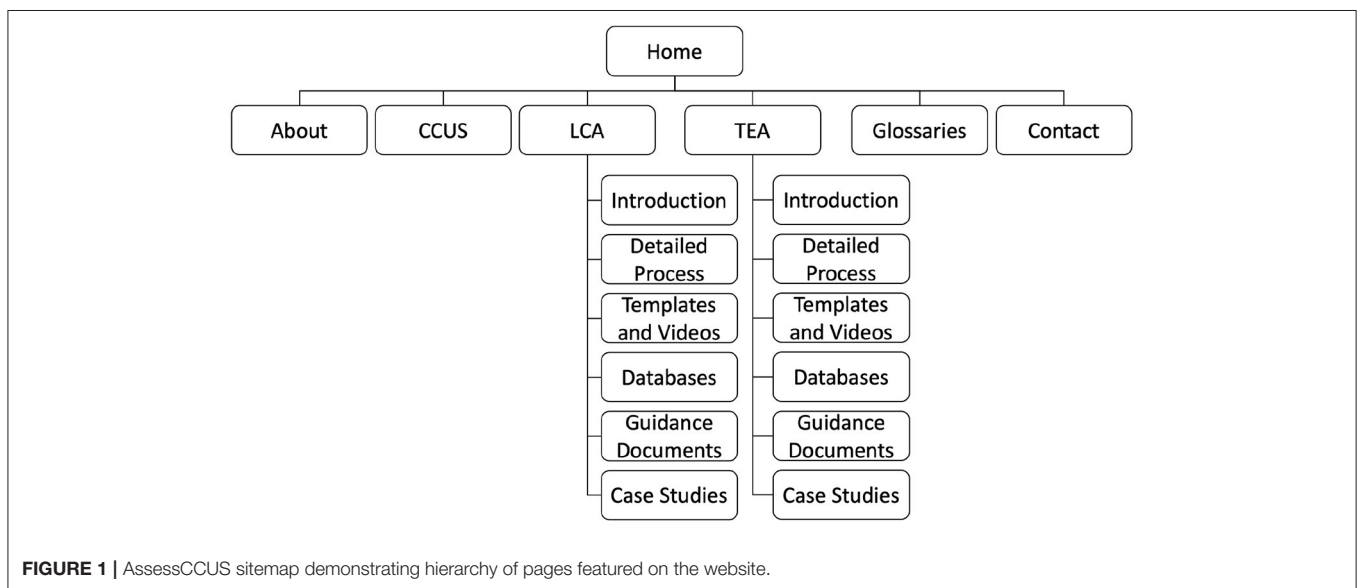 Home
About
CCUS
LCA
TEA
Glossaries
Contact
Introduction
Detailed
Process
Templates
and Videos
Databases
Guidance
Documents
Case Studies
Introduction
Detailed
Process
Templates
and Videos
Databases
Guidance
Documents
Case Studies
FIGURE 1 | AssessCCUS sitemap demonstrating hierarchy of pages featured on the website.